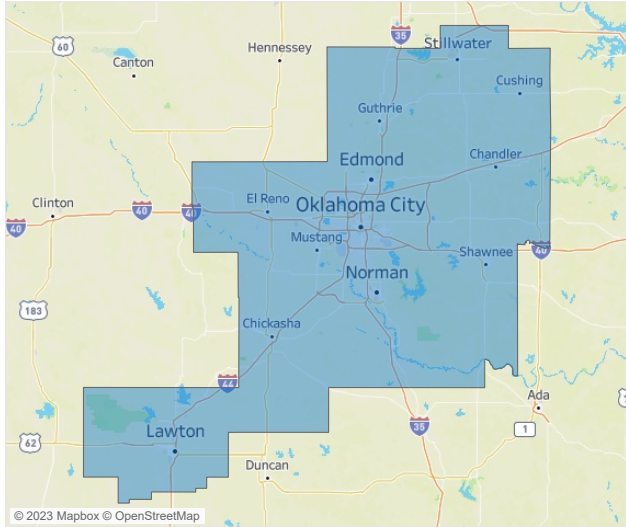 35
60
Stillwater
Hennessey
Canton
Cushing
Guthrie
Edmond
Chandler
Clinton
El Reno
Oklahoma City
40
40
40
Mustang
Shawnee
40
Norman
183
Chickasha
44
Ada
35
1
Lawton
62
Duncan
© 2023 Mapbox © OpenStreetMap